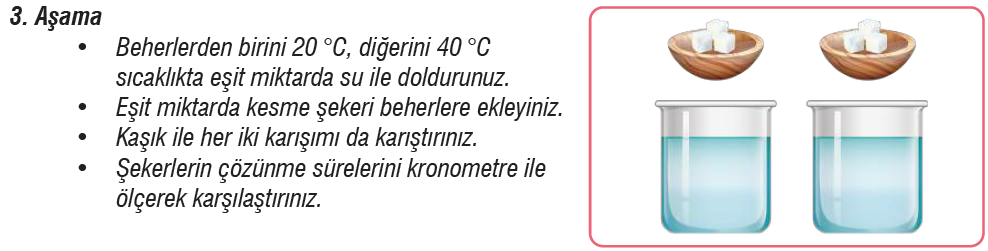 3. Aşama
• Beherlerden birini 20 °C, diğerini 40 °C
sıcaklıkta eşit miktarda su ile doldurunuz.
• Eşit miktarda kesme şekeri beherlere ekleyiniz.
• Kaşık ile her iki karışımı da karıştırınız.
• Şekerlerin çözünme sürelerini kronometre ile
ölçerek karşılaştırınız.